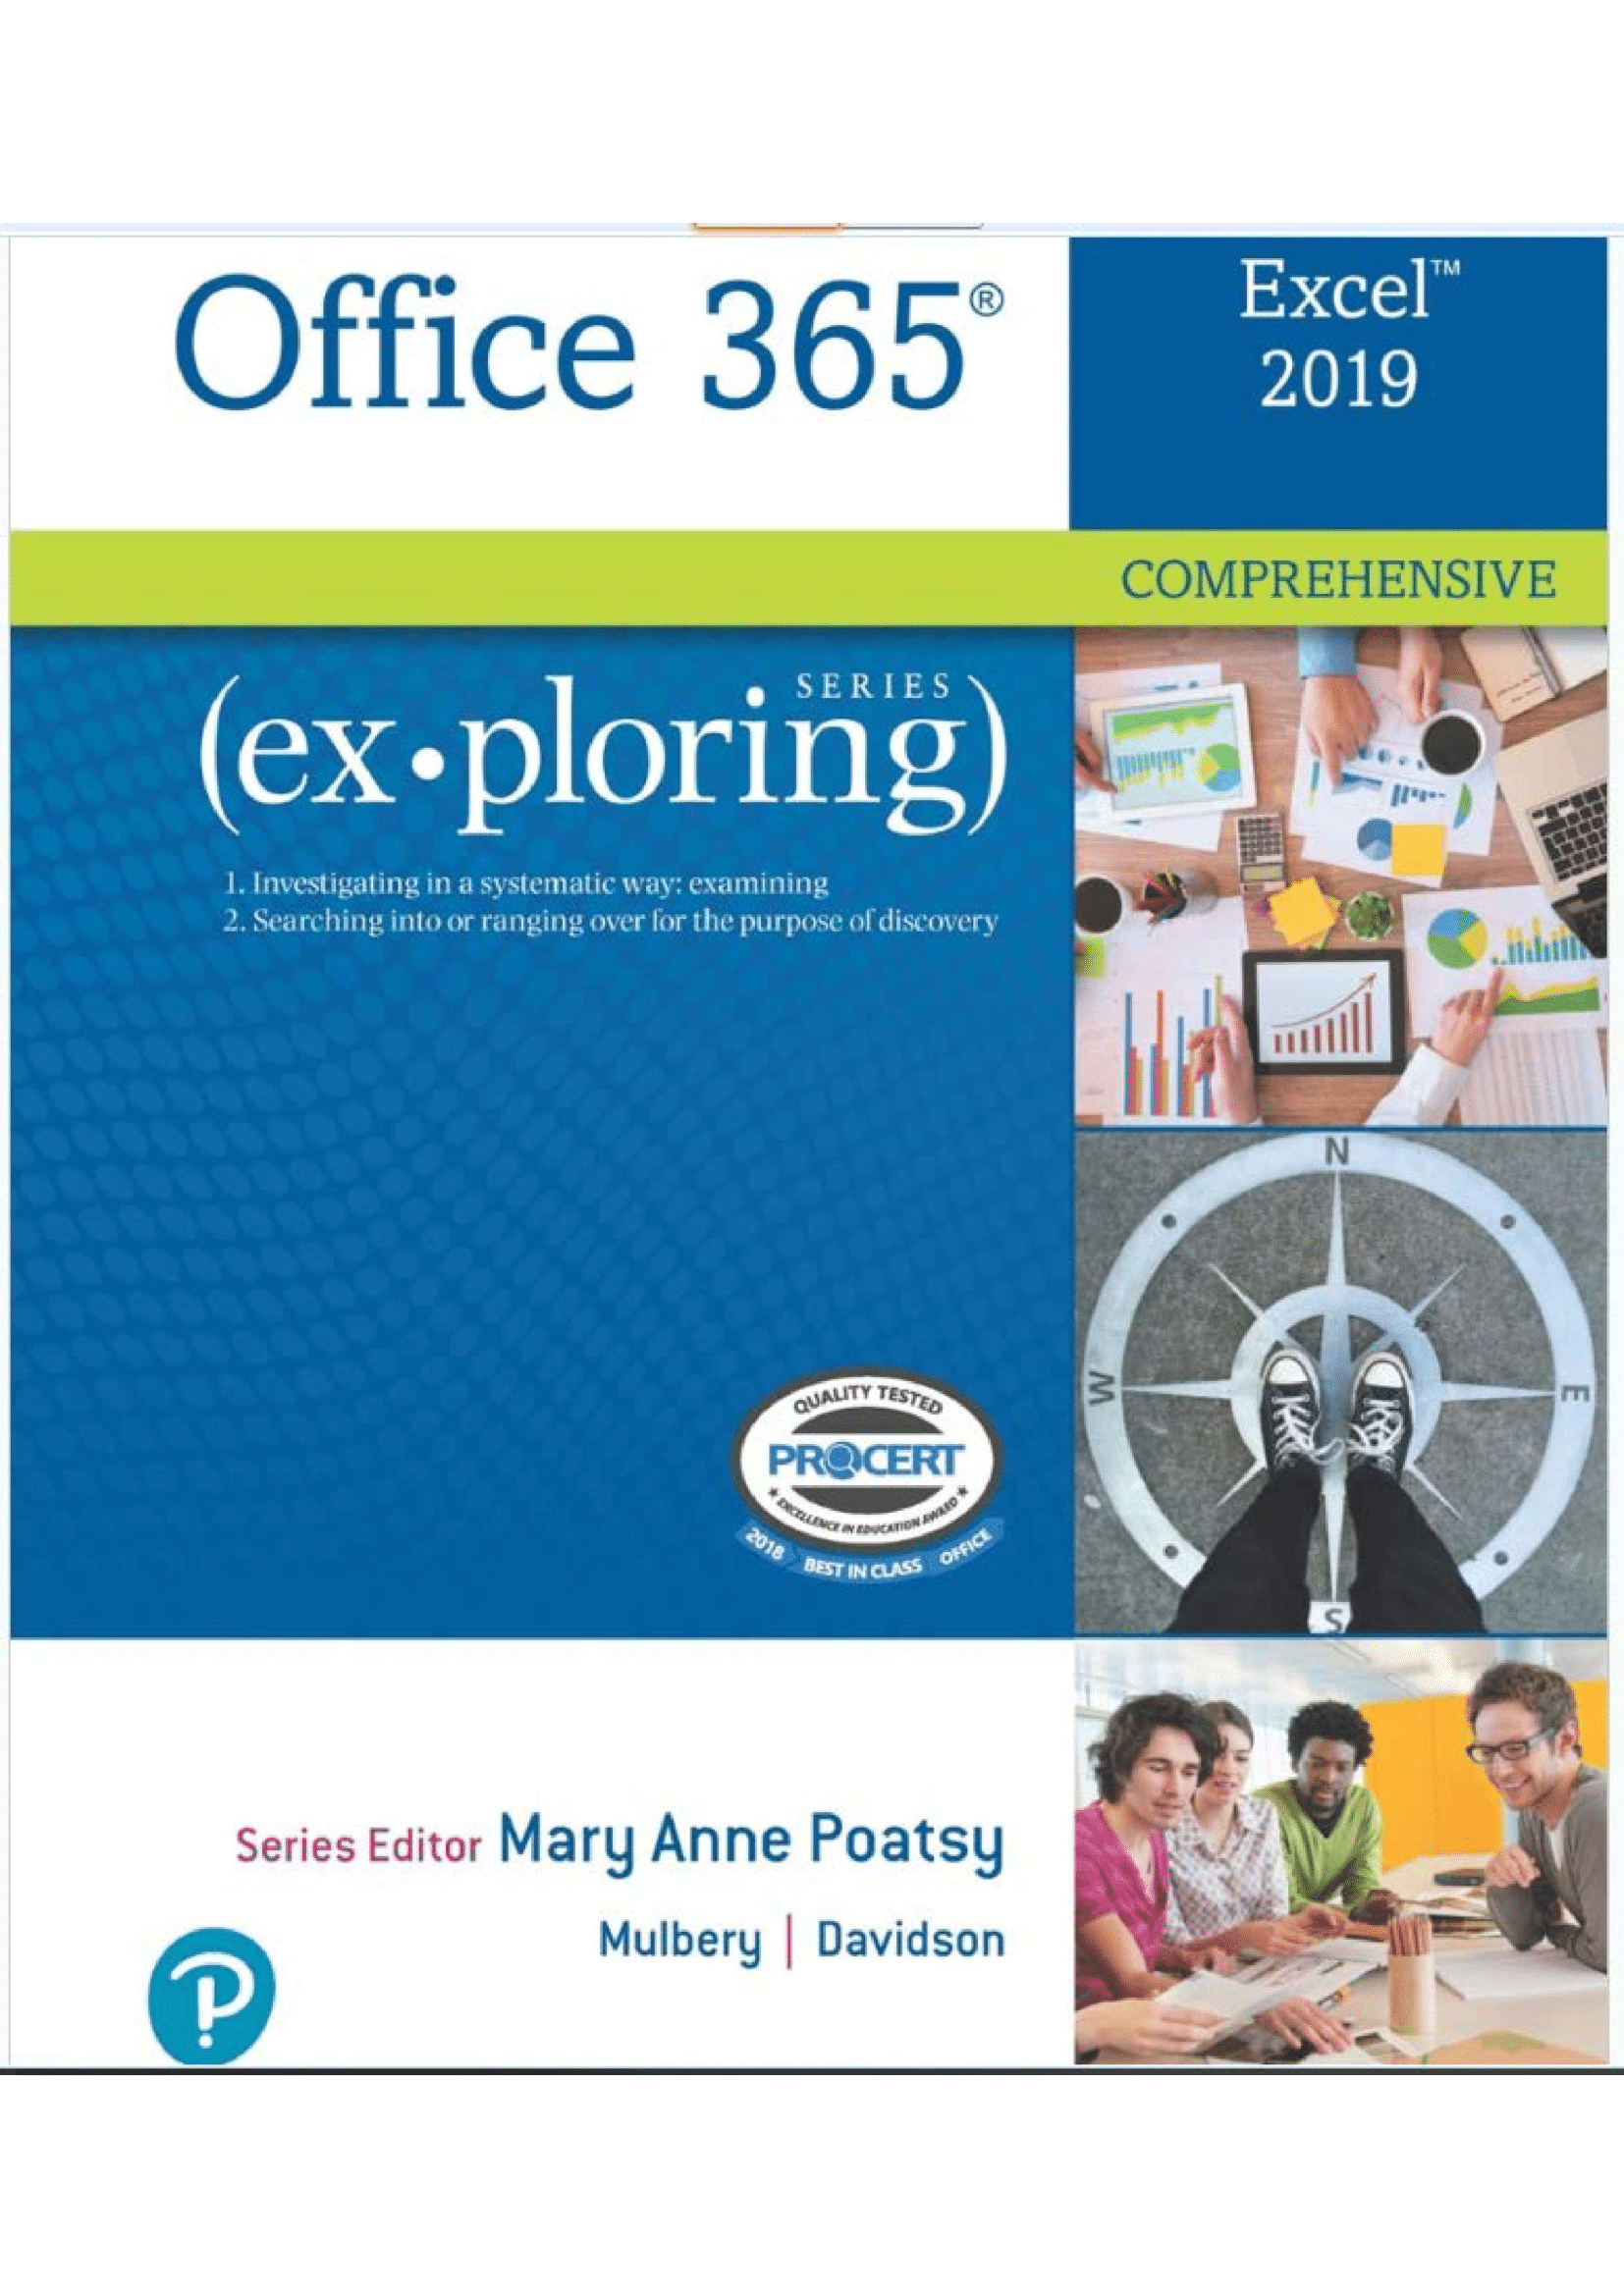 Office 365®
Excel™
2019
COMPREHENSIVE
SERIES
(ex•ploring)
1. Investigating in a systematic way: examining
2. Searching into or ranging over for the purpose of discovery
QUALITY TESTED
PROCERT
★ EXCELLENCE IN EDUCATION AWARD ★
2018 BEST IN CLASS OFFICE
N
W
E
S
Series Editor Mary Anne Poatsy
Mulbery | Davidson
P